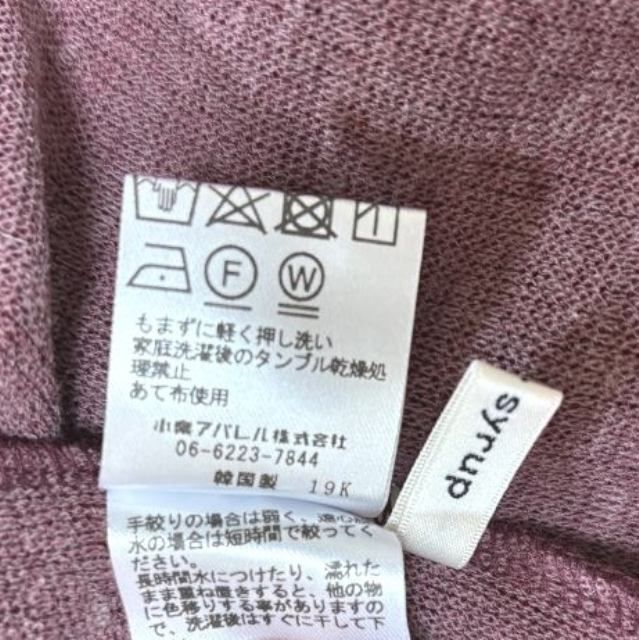 F W
もまずに軽く押し洗い
家庭洗濯後のタンブル乾燥処
理禁止
あて布使用
小泉アパレル株式会社
06-6223-7844
韓国製 19K
syrup
手絞りの場合は弱く、遠心脱
水の場合は短時間で絞ってく
ださい。
長時間水につけたり、濡れた
まま重ね置きすると、他の物
に色移りする事がありますの
で、洗濯後はすぐに干して下